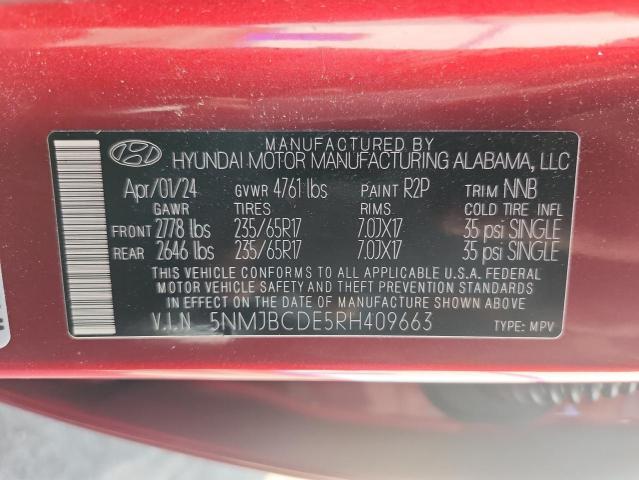 MANUFACTURED BY
HYUNDAI MOTOR MANUFACTURING ALABAMA, LLC
Apr/01/24 GVWR 4761 lbs PAINT R2P TRIM NNB
GAWR TIRES RIMS COLD TIRE INFL
FRONT 2778 lbs 235/65R17 7.0JX17 35 psi SINGLE
REAR 2646 lbs 235/65R17 7.0JX17 35 psi SINGLE
THIS VEHICLE CONFORMS TO ALL APPLICABLE U.S.A. FEDERAL
MOTOR VEHICLE SAFETY AND THEFT PREVENTION STANDARDS
IN EFFECT ON THE DATE OF MANUFACTURE SHOWN ABOVE.
V.I.N 5NMJBCDE5RH409663 TYPE: MPV